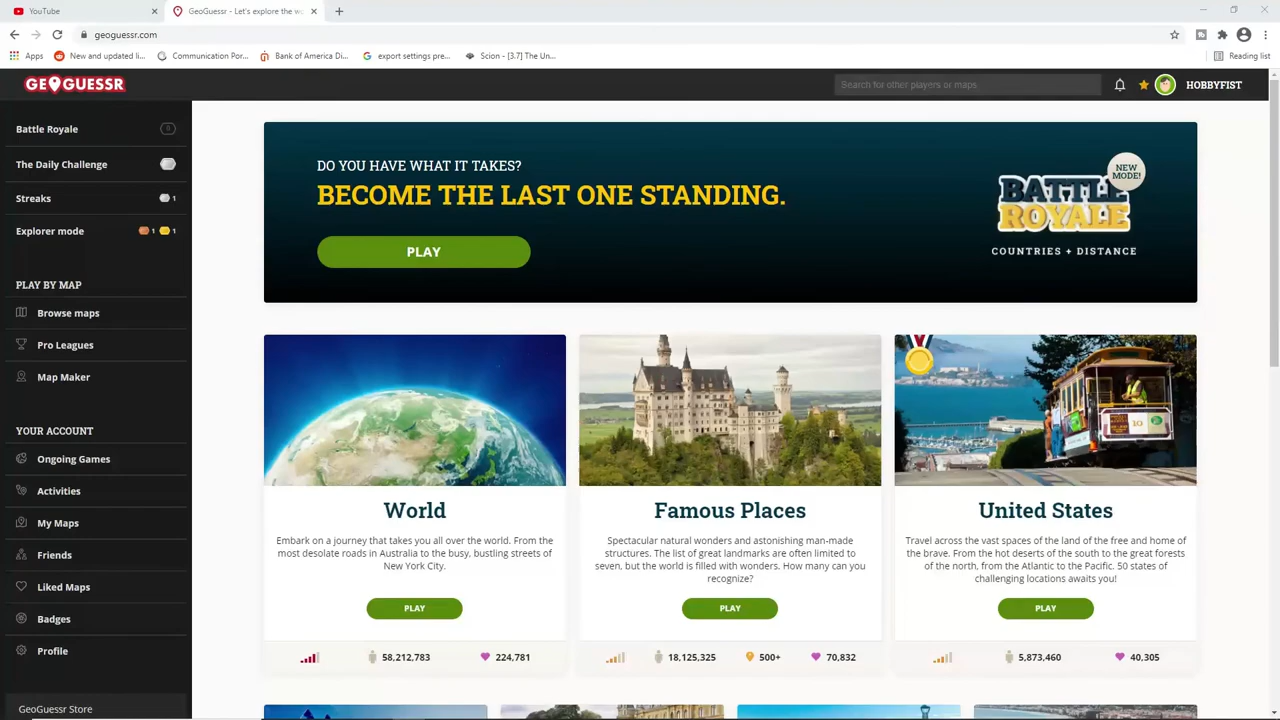 YouTube
GeoGuessr - Let's explore the wo
geoguessr.com
Apps
New and updated li...
Communication Por...
Bank of America Di...
export settings pre...
Scion - [3.7] The Un...
Reading list
GEOGUESSR
Search for other players or maps
HOBBYFIST
Battle Royale
0
The Daily Challenge
Streaks
1
Explorer mode
1
1
PLAY BY MAP
Browse maps
Pro Leagues
Map Maker
YOUR ACCOUNT
Ongoing Games
Activities
My Maps
Friends
Liked Maps
Badges
Profile
GeoGuessr Store
DO YOU HAVE WHAT IT TAKES?
BECOME THE LAST ONE STANDING.
PLAY
NEW
MODE!
BATTLE
ROYALE
COUNTRIES + DISTANCE
World
Embark on a journey that takes you all over the world. From the
most desolate roads in Australia to the busy, bustling streets of
New York City.
PLAY
58,212,783
224,781
Famous Places
Spectacular natural wonders and astonishing man-made
structures. The list of great landmarks are often limited to
seven, but the world is filled with wonders. How many can you
recognize?
PLAY
18,125,325
500+
70,832
10
United States
Travel across the vast spaces of the land of the free and home of
the brave. From the hot deserts of the south to the great forests
of the north, from the Atlantic to the Pacific. 50 states of
challenging locations awaits you!
PLAY
5,873,460
40,305